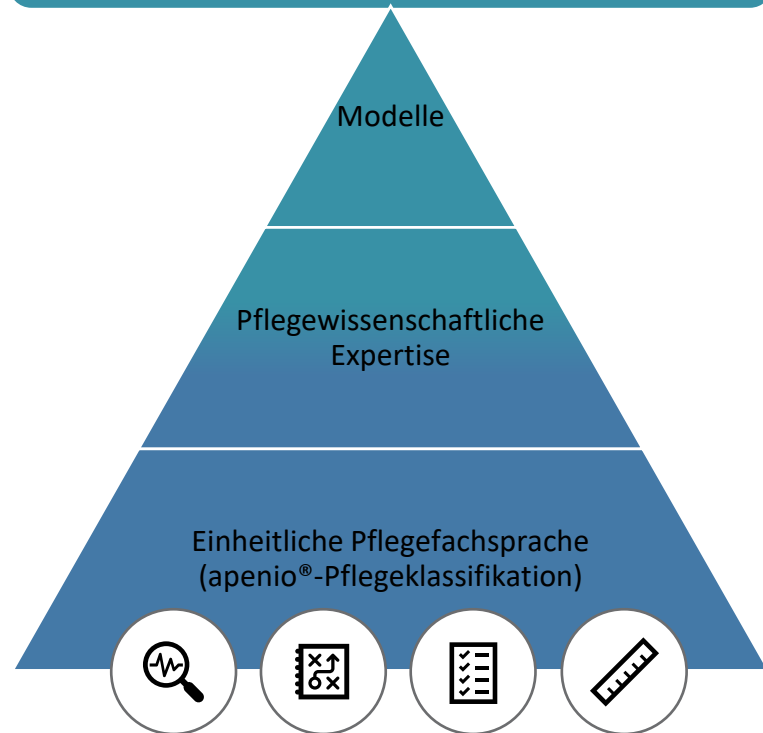 Modelle
Pflegewissenschaftliche
Expertise
Einheitliche Pflegefachsprache
(apenio®-Pflegeklassifikation)